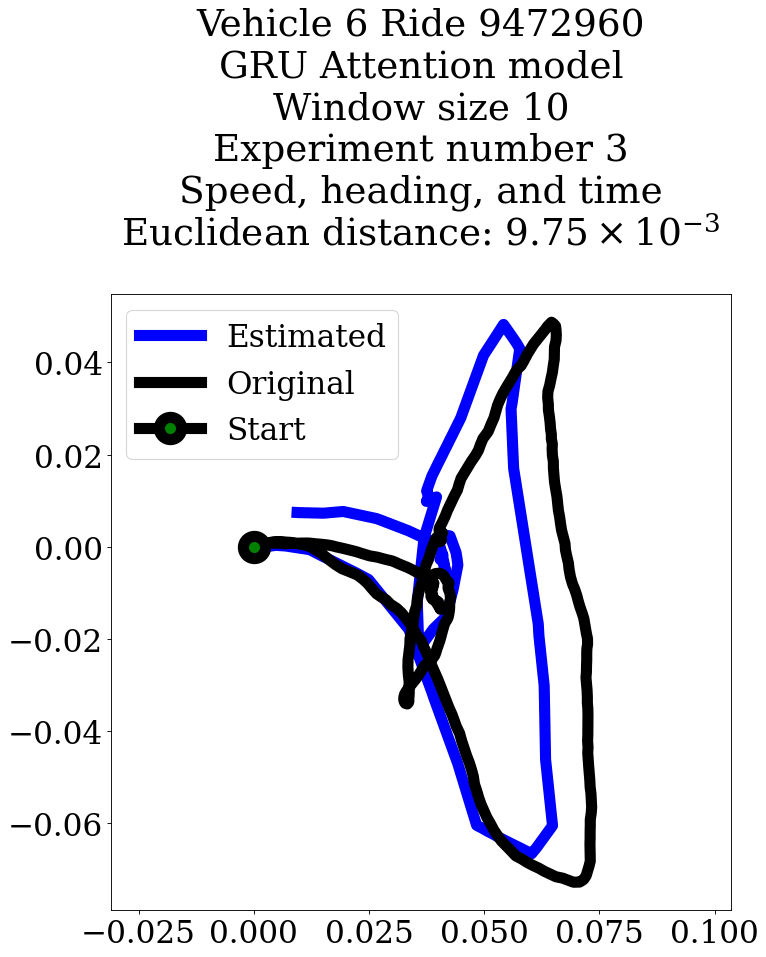 Vehicle 6 Ride 9472960
GRU Attention model
Window size 10
Experiment number 3
Speed, heading, and time
Euclidean distance: 9.75 × 10⁻³
Estimated
Original
Start
0.04
0.02
0.00
−0.02
−0.04
−0.06
−0.025 0.000 0.025 0.050 0.075 0.100